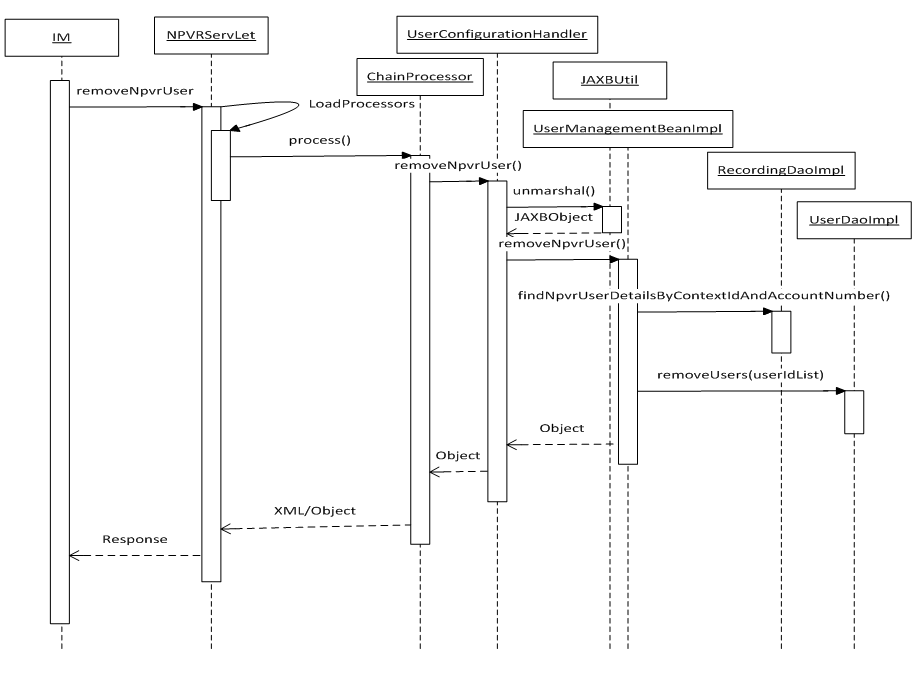 IM
NPVRServLet
UserConfigurationHandler
ChainProcessor
JAXBUtil
UserManagementBeanImpl
RecordingDaoImpl
UserDaoImpl
removeNpvrUser
LoadProcessors
process()
removeNpvrUser()
unmarshal()
JAXBObject
removeNpvrUser()
findNpvrUserDetailsByContextIdAndAccountNumber()
removeUsers(userIdList)
Object
Object
XML/Object
Response